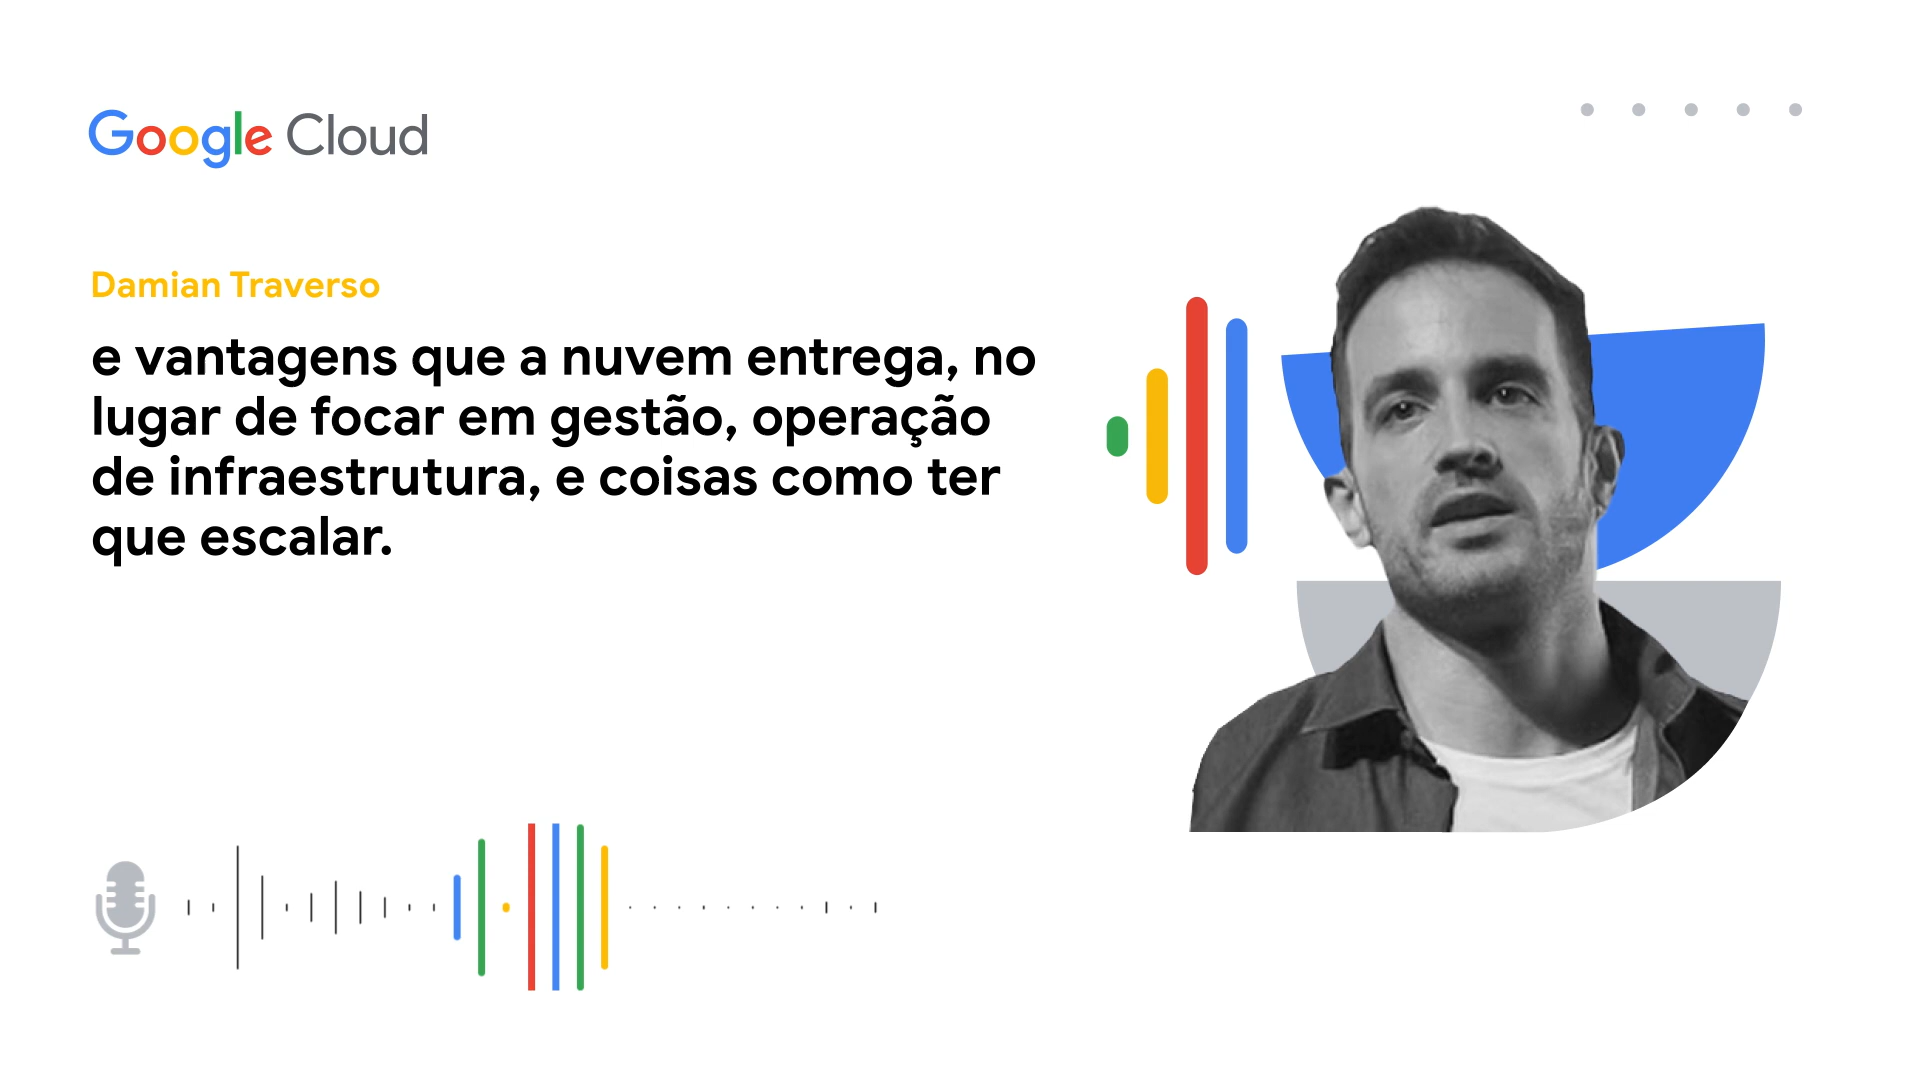 Google Cloud
Damian Traverso
e vantagens que a nuvem entrega, no
lugar de focar em gestão, operação
de infraestrutura, e coisas como ter
que escalar.